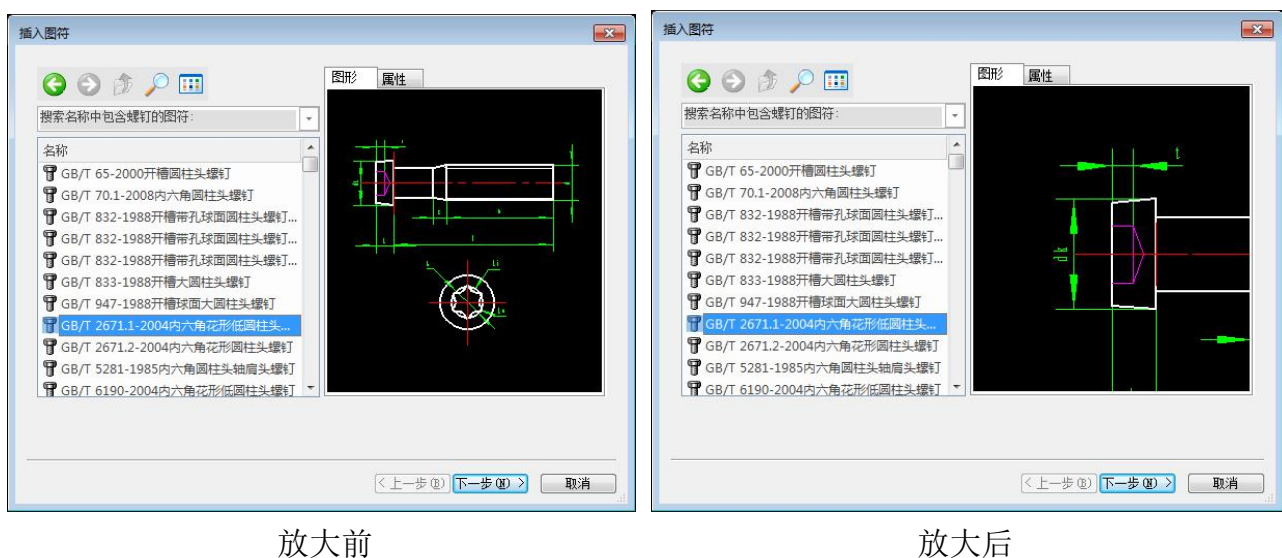 插入图符
图形 属性
搜索名称中包含螺钉的图符:
名称
GB/T 65-2000开槽圆柱头螺钉
GB/T 70.1-2008内六角圆柱头螺钉
GB/T 832-1988开槽带孔球面圆柱头螺钉...
GB/T 832-1988开槽带孔球面圆柱头螺钉...
GB/T 832-1988开槽带孔球面圆柱头螺钉...
GB/T 833-1988开槽大圆柱头螺钉
GB/T 947-1988开槽球面大圆柱头螺钉
GB/T 2671.1-2004内六角花形低圆柱头...
GB/T 2671.2-2004内六角花形圆柱头螺钉
GB/T 5281-1985内六角圆柱头轴肩头螺钉
GB/T 6190-2004内六角花形低圆柱头螺钉
<上一步(B) 下一步(N) > 取消
放大前
插入图符
图形 属性
搜索名称中包含螺钉的图符:
名称
GB/T 65-2000开槽圆柱头螺钉
GB/T 70.1-2008内六角圆柱头螺钉
GB/T 832-1988开槽带孔球面圆柱头螺钉...
GB/T 832-1988开槽带孔球面圆柱头螺钉...
GB/T 832-1988开槽带孔球面圆柱头螺钉...
GB/T 833-1988开槽大圆柱头螺钉
GB/T 947-1988开槽球面大圆柱头螺钉
GB/T 2671.1-2004内六角花形低圆柱头...
GB/T 2671.2-2004内六角花形圆柱头螺钉
GB/T 5281-1985内六角圆柱头轴肩头螺钉
GB/T 6190-2004内六角花形低圆柱头螺钉
t
dk
<上一步(B) 下一步(N) > 取消
放大后